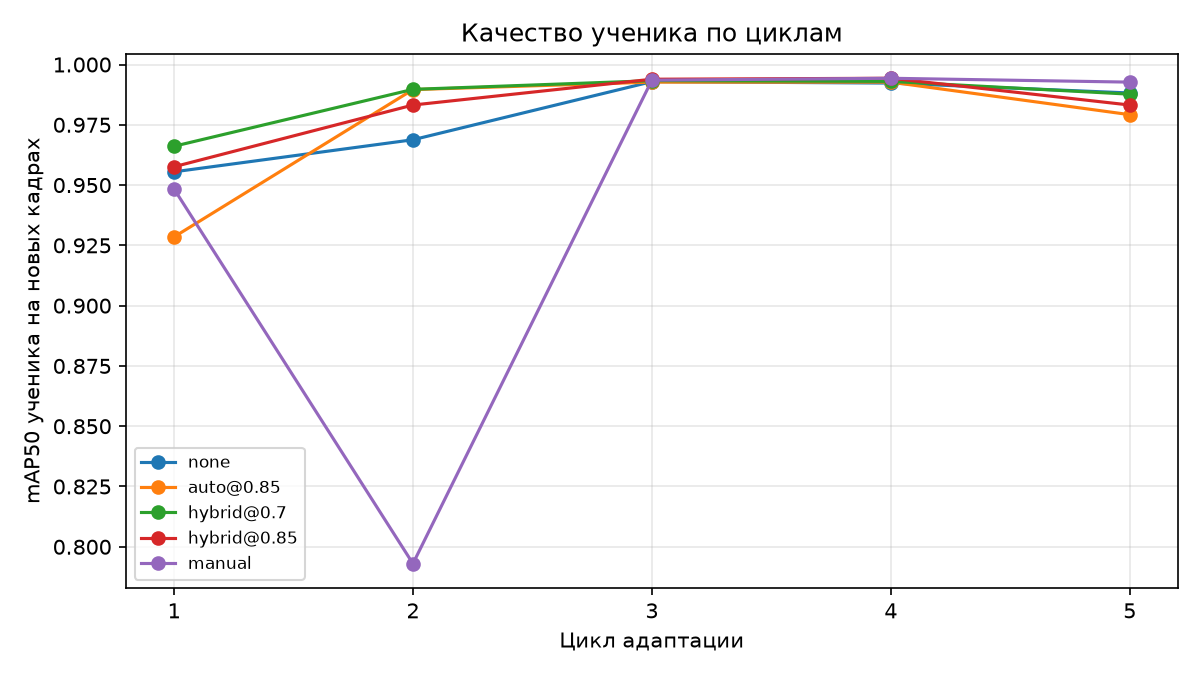 Качество ученика по циклам
mAP50 ученика на новых кадрах
1.000
0.975
0.950
0.925
0.900
0.875
0.850
0.825
0.800
none
auto@0.85
hybrid@0.7
hybrid@0.85
manual
1 2 3 4 5
Цикл адаптации